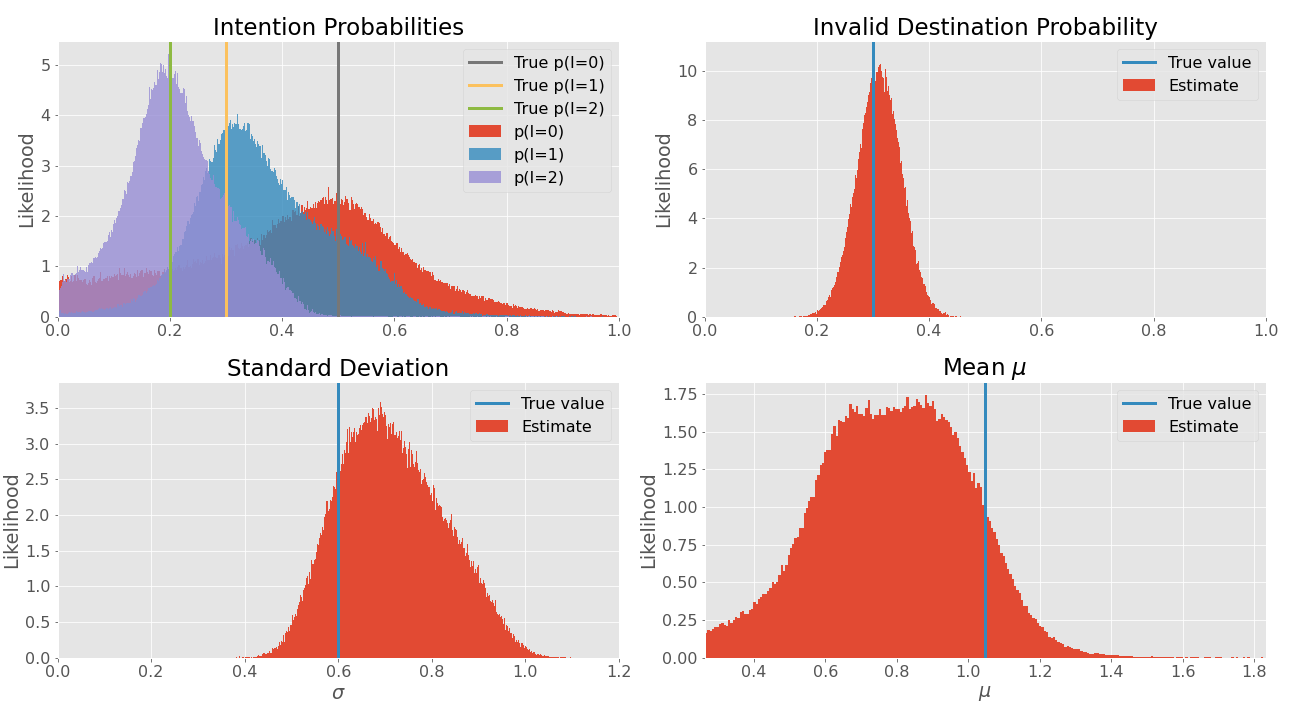 Intention Probabilities
Likelihood
5
4
3
2
1
0
0.0 0.2 0.4 0.6 0.8 1.0
True p(I=0)
True p(I=1)
True p(I=2)
p(I=0)
p(I=1)
p(I=2)
Invalid Destination Probability
Likelihood
10
8
6
4
2
0
0.0 0.2 0.4 0.6 0.8 1.0
True value
Estimate
Standard Deviation
Likelihood
3.5
3.0
2.5
2.0
1.5
1.0
0.5
0.0
0.0 0.2 0.4 0.6 0.8 1.0 1.2
σ
True value
Estimate
Mean μ
Likelihood
1.75
1.50
1.25
1.00
0.75
0.50
0.25
0.00
0.4 0.6 0.8 1.0 1.2 1.4 1.6 1.8
μ
True value
Estimate